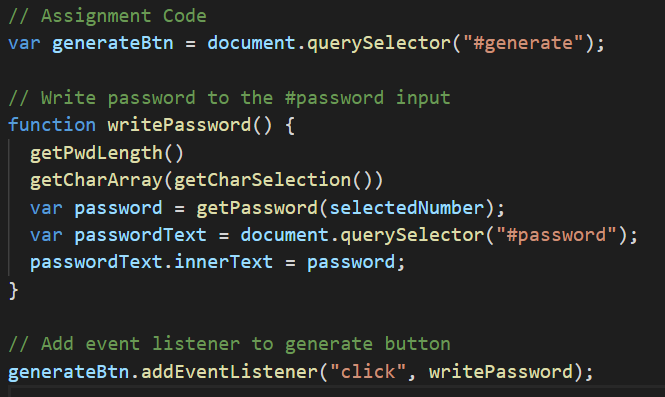 // Assignment Code
var generateBtn = document.querySelector("#generate");
// Write password to the #password input
function writePassword() {
getPwdLength()
getCharArray(getCharSelection())
var password = getPassword(selectedNumber);
var passwordText = document.querySelector("#password");
passwordText.innerText = password;
}
// Add event listener to generate button
generateBtn.addEventListener("click", writePassword);